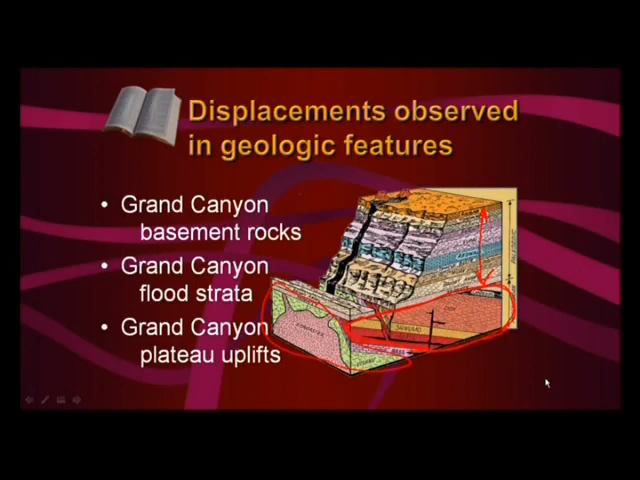 Displacements observed
in geologic features
• Grand Canyon
basement rocks
• Grand Canyon
flood strata
• Grand Canyon
plateau uplifts